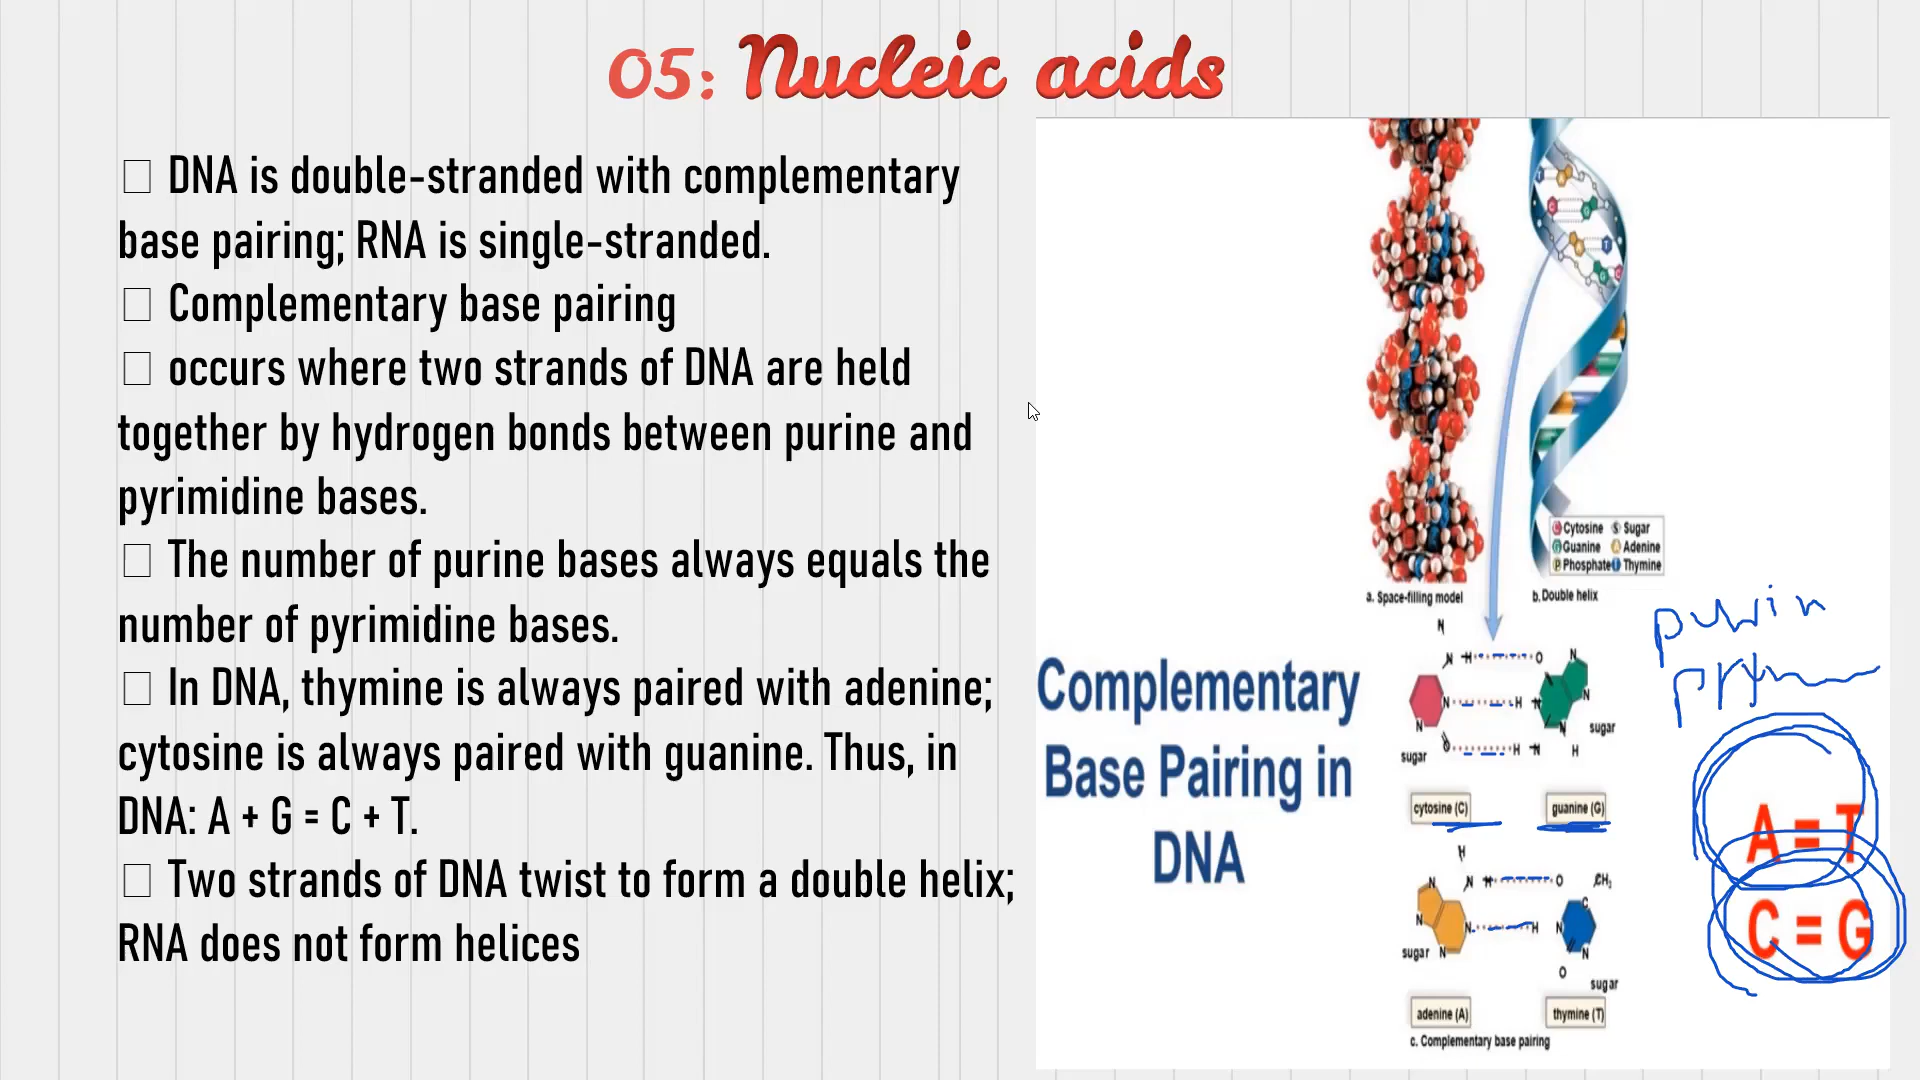 05: Nucleic acids
□ DNA is double-stranded with complementary
base pairing; RNA is single-stranded.
□ Complementary base pairing
□ occurs where two strands of DNA are held
together by hydrogen bonds between purine and
pyrimidine bases.
□ The number of purine bases always equals the
number of pyrimidine bases.
□ In DNA, thymine is always paired with adenine;
cytosine is always paired with guanine. Thus, in
DNA: A + G = C + T.
□ Two strands of DNA twist to form a double helix;
RNA does not form helices
Complementary
Base Pairing in
DNA
T A
C G
A T
G C
C Cytosine S Sugar
G Guanine A Adenine
P Phosphate T Thymine
a. Space-filling model
b. Double helix
purin
N
N H O N
N H N N
N sugar
sugar O H N H
cytosine (C) guanine (G)
H
N N H O CH₃
C
N N H N
sugar N N
O
sugar
adenine (A) thymine (T)
c. Complementary base pairing
A = T
C = G